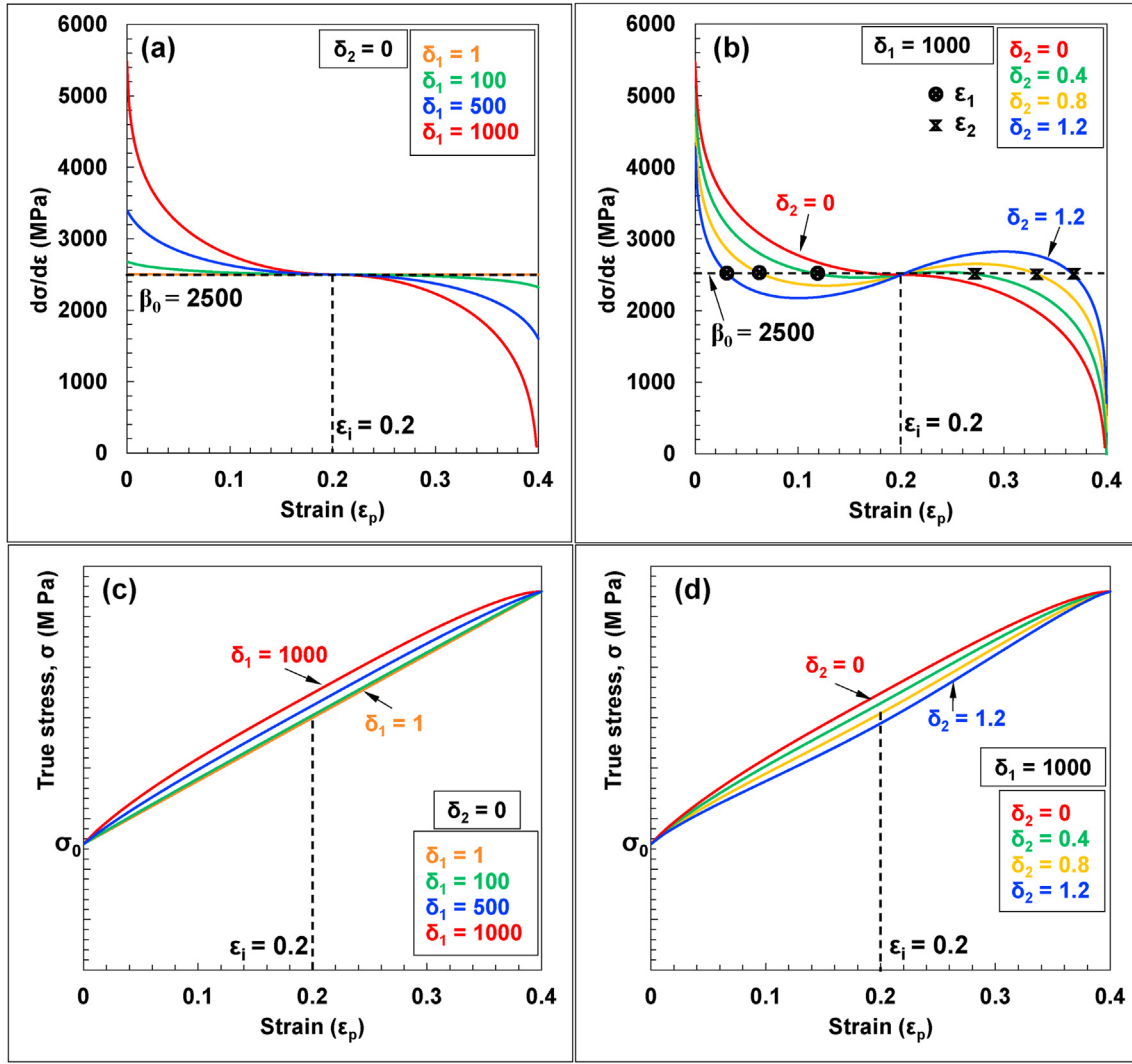 (a)
δ₂ = 0
δ₁ = 1
δ₁ = 100
δ₁ = 500
δ₁ = 1000
6000
5000
4000
3000
2000
1000
0
dσ/dε (MPa)
β₀ = 2500
εᵢ = 0.2
0
0.1
0.2
0.3
0.4
Strain (εₚ)
(b)
δ₁ = 1000
δ₂ = 0
δ₂ = 0.4
δ₂ = 0.8
δ₂ = 1.2
ε₁
ε₂
6000
5000
4000
3000
2000
1000
0
dσ/dε (MPa)
δ₂ = 0
δ₂ = 1.2
β₀ = 2500
εᵢ = 0.2
0
0.1
0.2
0.3
0.4
Strain (εₚ)
(c)
True stress, σ (M Pa)
σ₀
δ₁ = 1000
δ₁ = 1
δ₂ = 0
δ₁ = 1
δ₁ = 100
δ₁ = 500
δ₁ = 1000
εᵢ = 0.2
0
0.1
0.2
0.3
0.4
Strain (εₚ)
(d)
True stress, σ (M Pa)
σ₀
δ₂ = 0
δ₂ = 1.2
δ₁ = 1000
δ₂ = 0
δ₂ = 0.4
δ₂ = 0.8
δ₂ = 1.2
εᵢ = 0.2
0
0.1
0.2
0.3
0.4
Strain (εₚ)